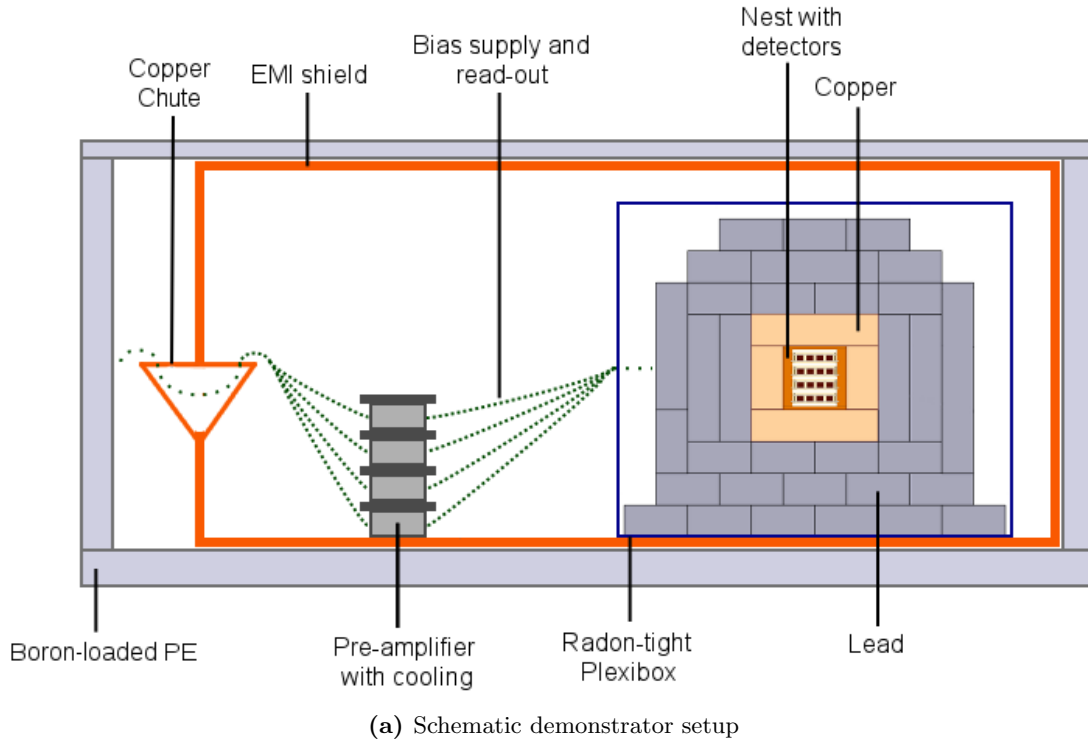 Nest with
detectors
Bias supply and
read-out
Copper
Chute
EMI shield
Copper
Boron-loaded PE
Pre-amplifier
with cooling
Radon-tight
Plexibox
Lead
(a) Schematic demonstrator setup